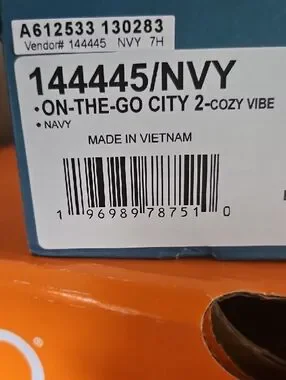 A612533 130283
Vendor# 144445 NVY 7H
144445/NVY
•ON-THE-GO CITY 2-COZY VIBE
• NAVY
MADE IN VIETNAM
1 96989 78751 0